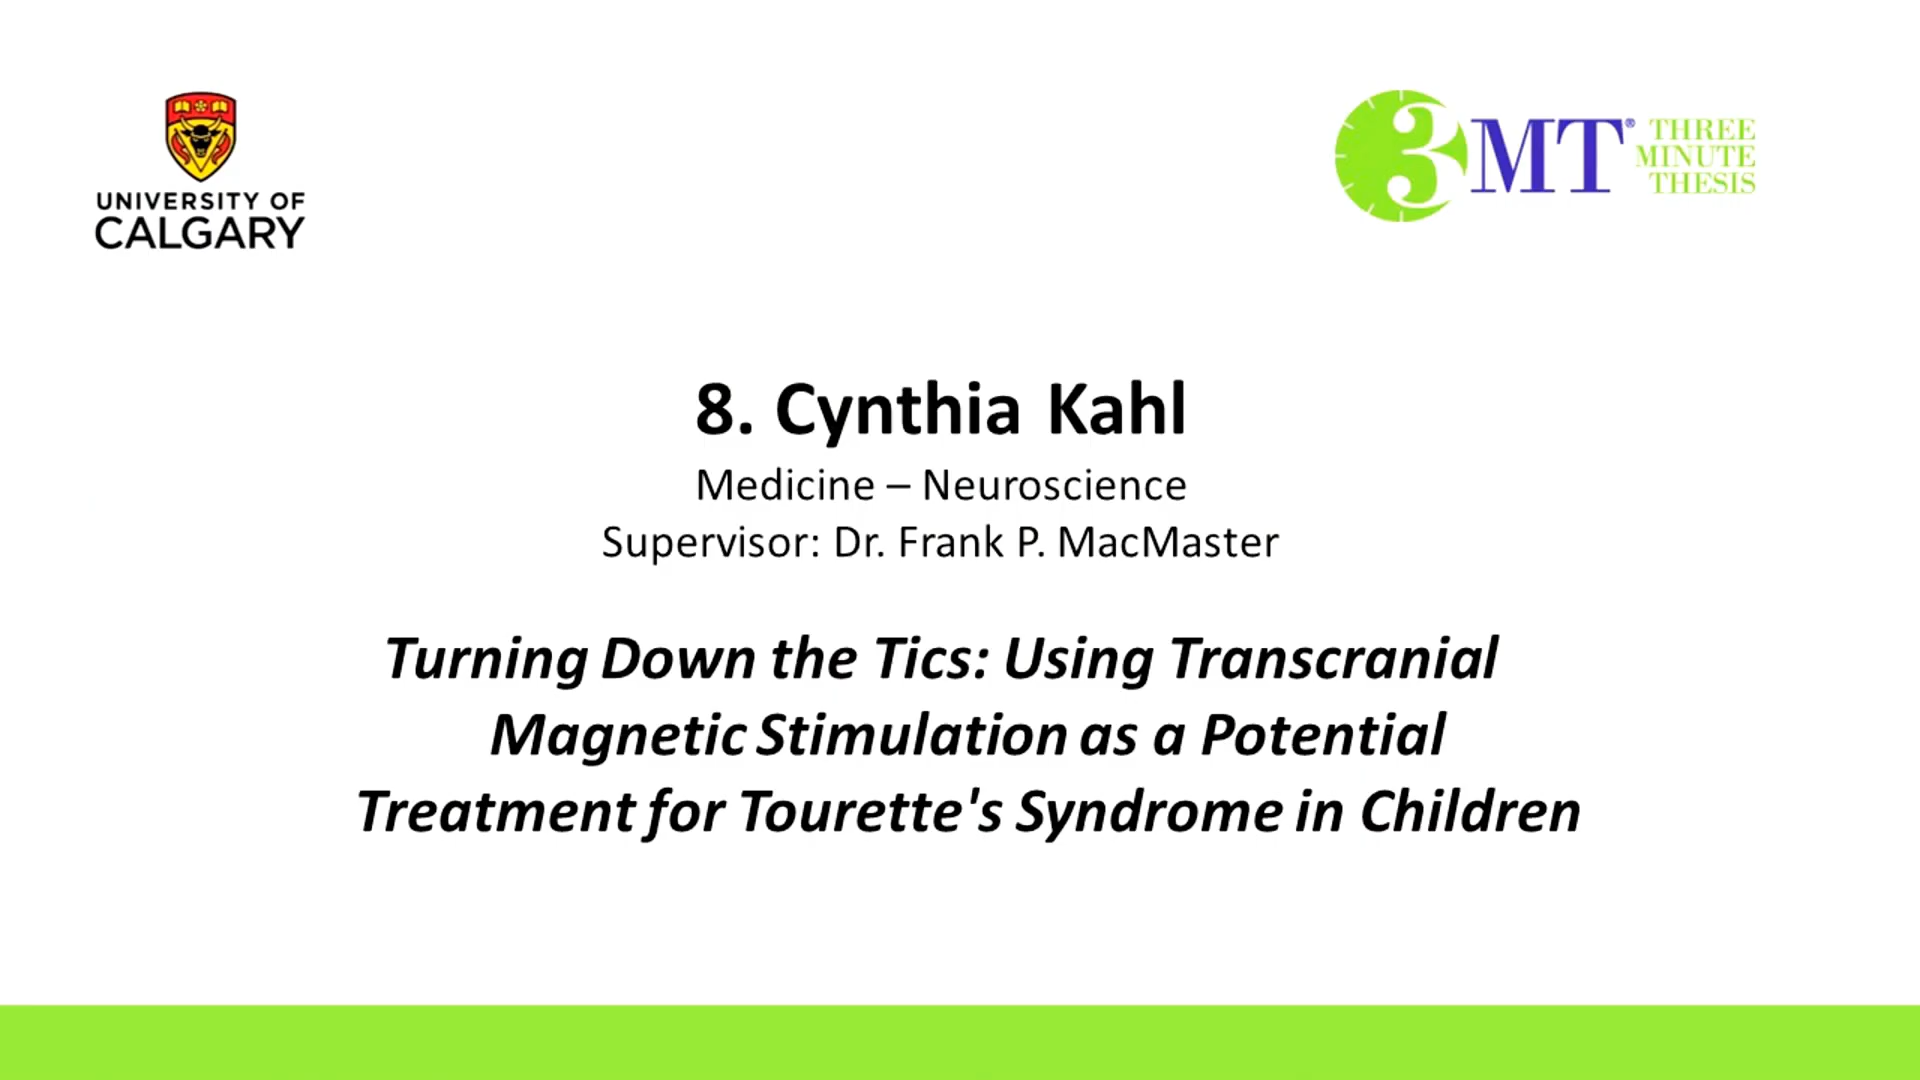 UNIVERSITY OF
CALGARY
3MT® THREE
MINUTE
THESIS
8. Cynthia Kahl
Medicine – Neuroscience
Supervisor: Dr. Frank P. MacMaster
Turning Down the Tics: Using Transcranial
Magnetic Stimulation as a Potential
Treatment for Tourette's Syndrome in Children